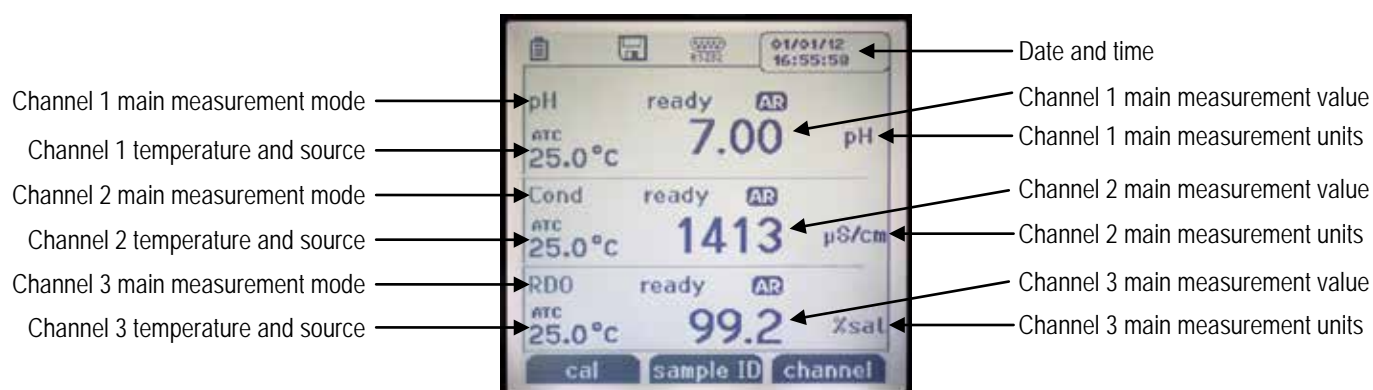 01/01/12
16:55:58
RS232
Date and time
Channel 1 main measurement mode
pH ready AR
Channel 1 main measurement value
ATC
7.00 pH
Channel 1 main measurement units
Channel 1 temperature and source
25.0°C
Channel 2 main measurement mode
Cond ready AR
Channel 2 main measurement value
ATC
1413 µS/cm
Channel 2 main measurement units
Channel 2 temperature and source
25.0°C
Channel 3 main measurement mode
RDO ready AR
Channel 3 main measurement value
ATC
99.2 %sat
Channel 3 main measurement units
Channel 3 temperature and source
25.0°C
cal sample ID channel